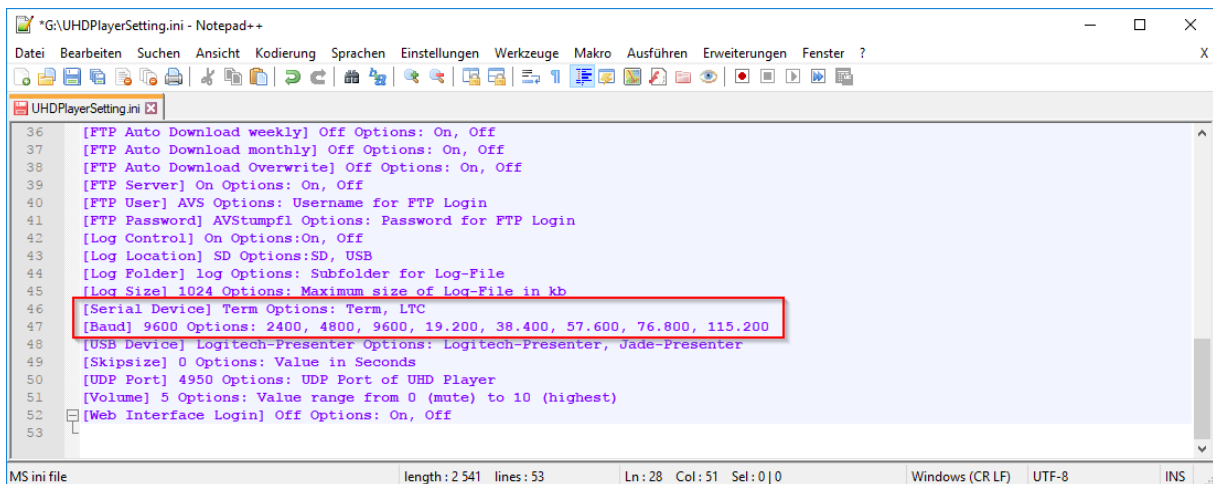 *G:\UHDPlayerSetting.ini - Notepad++
Datei Bearbeiten Suchen Ansicht Kodierung Sprachen Einstellungen Werkzeuge Makro Ausführen Erweiterungen Fenster ? X
UHDPlayerSetting.ini
36 [FTP Auto Download weekly] Off Options: On, Off
37 [FTP Auto Download monthly] Off Options: On, Off
38 [FTP Auto Download Overwrite] Off Options: On, Off
39 [FTP Server] On Options: On, Off
40 [FTP User] AVS Options: Username for FTP Login
41 [FTP Password] AVStumpfl Options: Password for FTP Login
42 [Log Control] On Options:On, Off
43 [Log Location] SD Options:SD, USB
44 [Log Folder] log Options: Subfolder for Log-File
45 [Log Size] 1024 Options: Maximum size of Log-File in kb
46 [Serial Device] Term Options: Term, LTC
47 [Baud] 9600 Options: 2400, 4800, 9600, 19.200, 38.400, 57.600, 76.800, 115.200
48 [USB Device] Logitech-Presenter Options: Logitech-Presenter, Jade-Presenter
49 [Skipsize] 0 Options: Value in Seconds
50 [UDP Port] 4950 Options: UDP Port of UHD Player
51 [Volume] 5 Options: Value range from 0 (mute) to 10 (highest)
52 [Web Interface Login] Off Options: On, Off
53
MS ini file length : 2 541 lines : 53 Ln : 28 Col : 51 Sel : 0 | 0 Windows (CR LF) UTF-8 INS